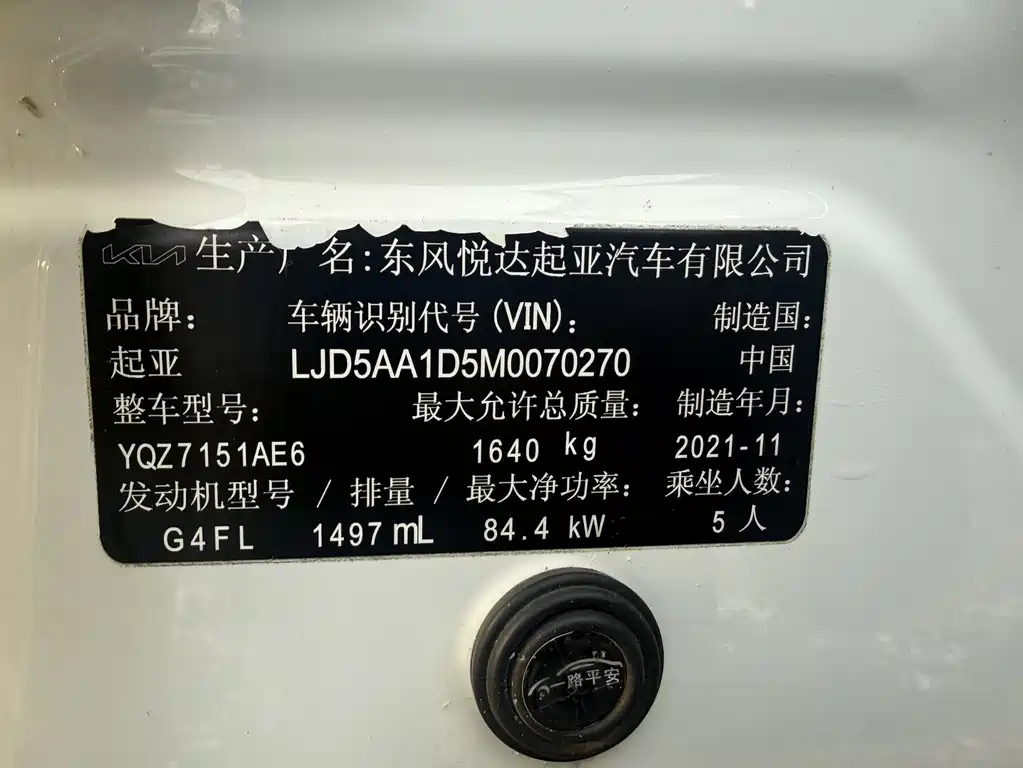 KIA 生产厂名:东风悦达起亚汽车有限公司
品牌: 车辆识别代号(VIN): 制造国:
起亚 LJD5AA1D5M0070270 中国
整车型号: 最大允许总质量: 制造年月:
YQZ7151AE6 1640 kg 2021-11
发动机型号 / 排量 / 最大净功率: 乘坐人数:
G4FL 1497 mL 84.4 kW 5 人
一路平安